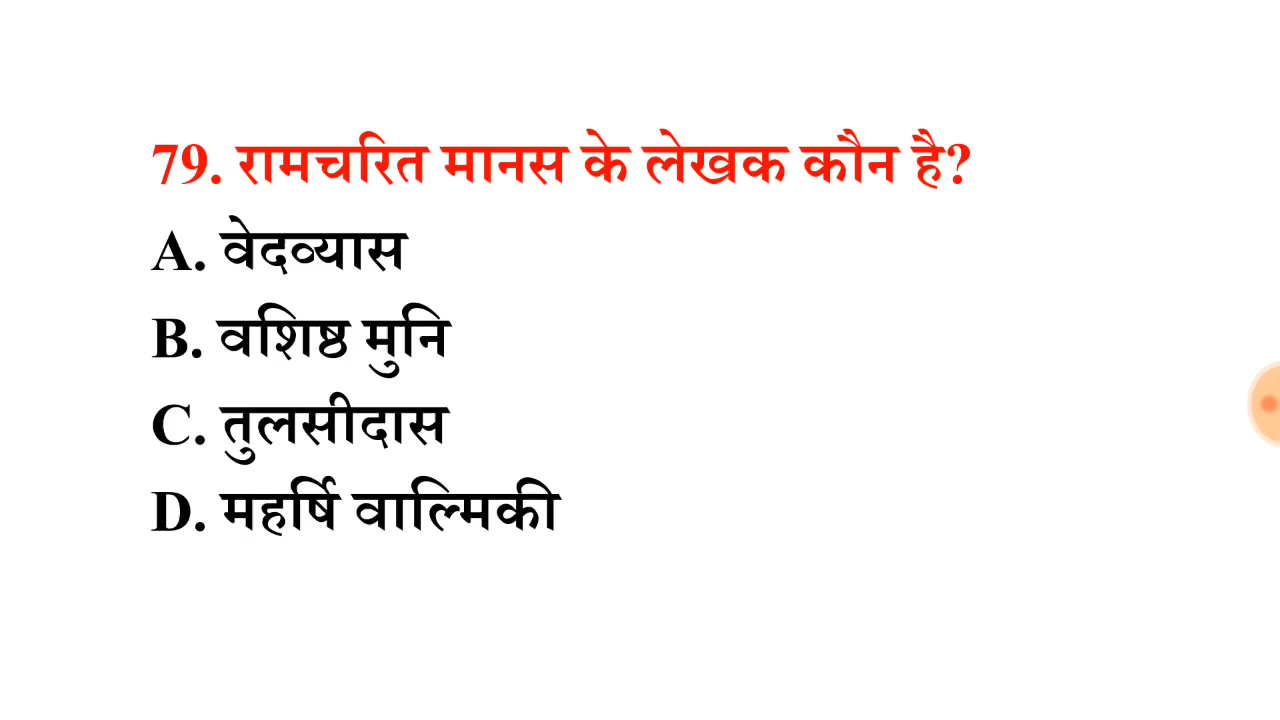 79. रामचरित मानस के लेखक कौन है?
A. वेदव्यास
B. वशिष्ठ मुनि
C. तुलसीदास
D. महर्षि वाल्मिकी